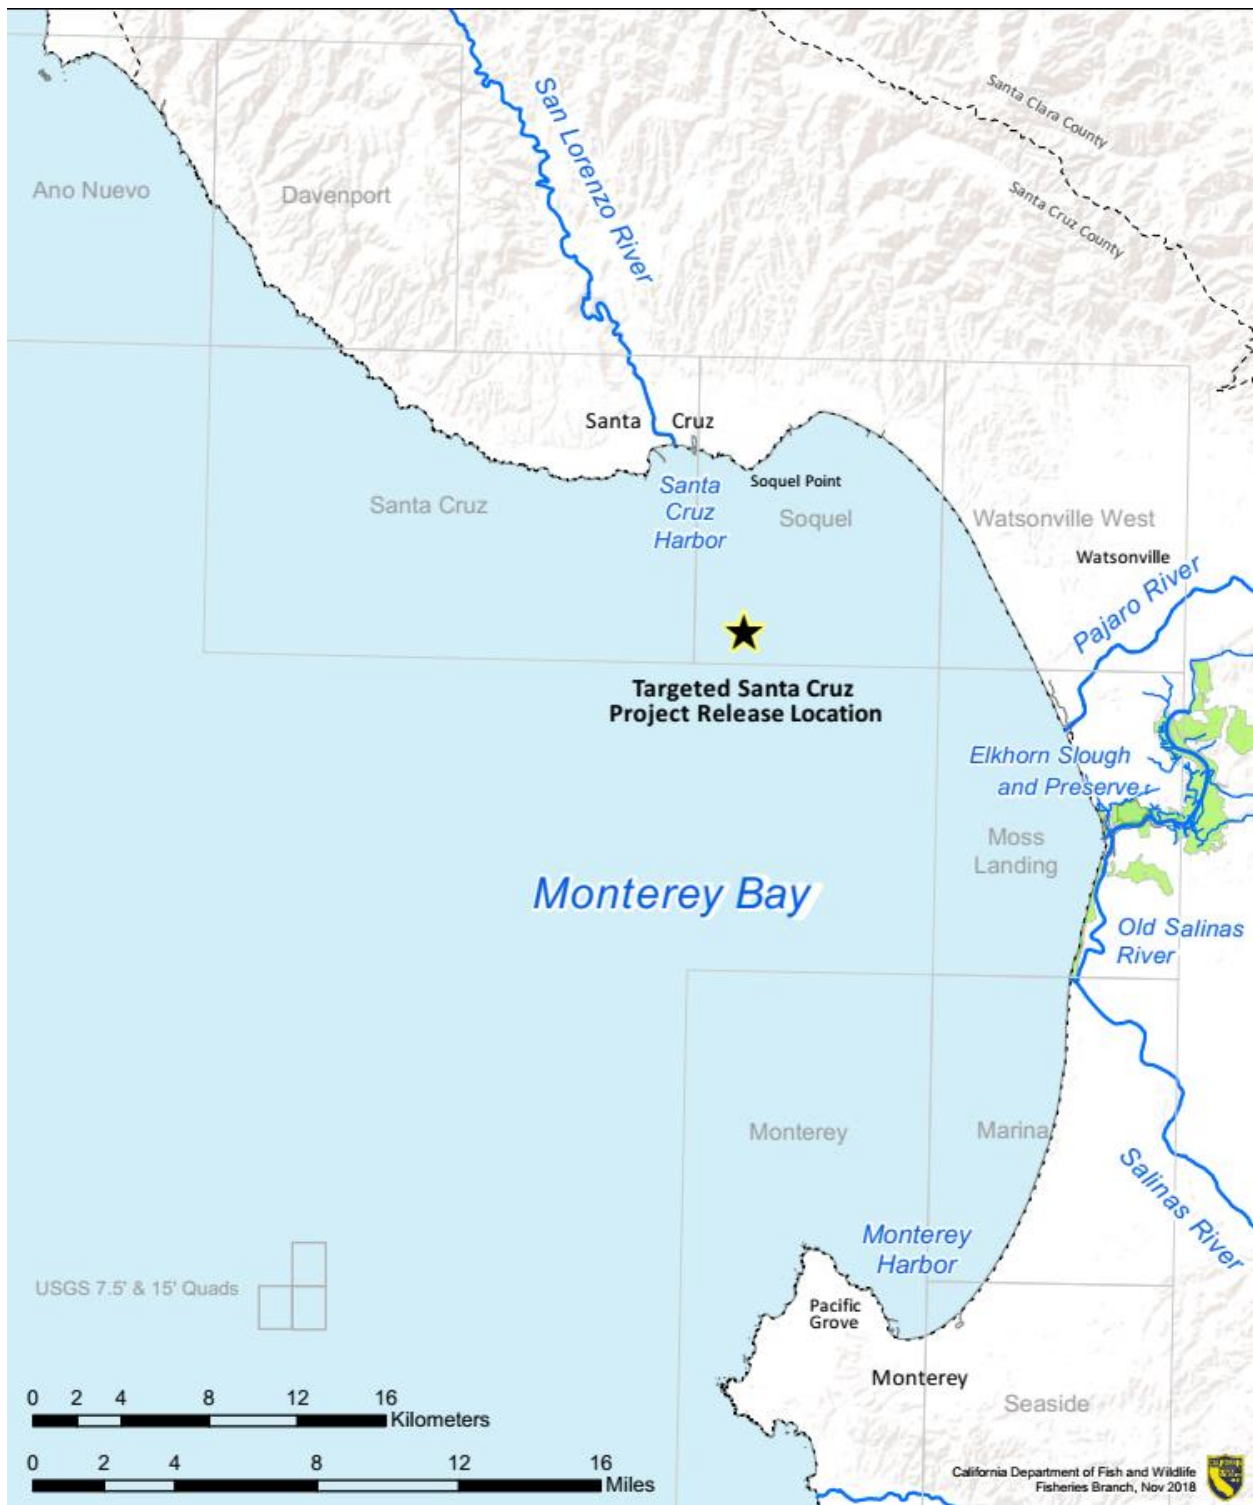 Santa Clara County
Santa Cruz County
San Lorenzo River
Ano Nuevo
Davenport
Santa Cruz
Soquel Point
Santa
Cruz
Harbor
Santa Cruz
Soquel
Watsonville West
Watsonville
Pajaro River
Targeted Santa Cruz
Project Release Location
Elkhorn Slough
and Preserve
Moss
Landing
Monterey Bay
Old Salinas
River
Monterey
Marina
Salinas River
Monterey
Harbor
USGS 7.5' & 15' Quads
Pacific
Grove
Monterey
Seaside
0 2 4 8 12 16
Kilometers
0 2 4 8 12 16
Miles
California Department of Fish and Wildlife
Fisheries Branch, Nov 2018